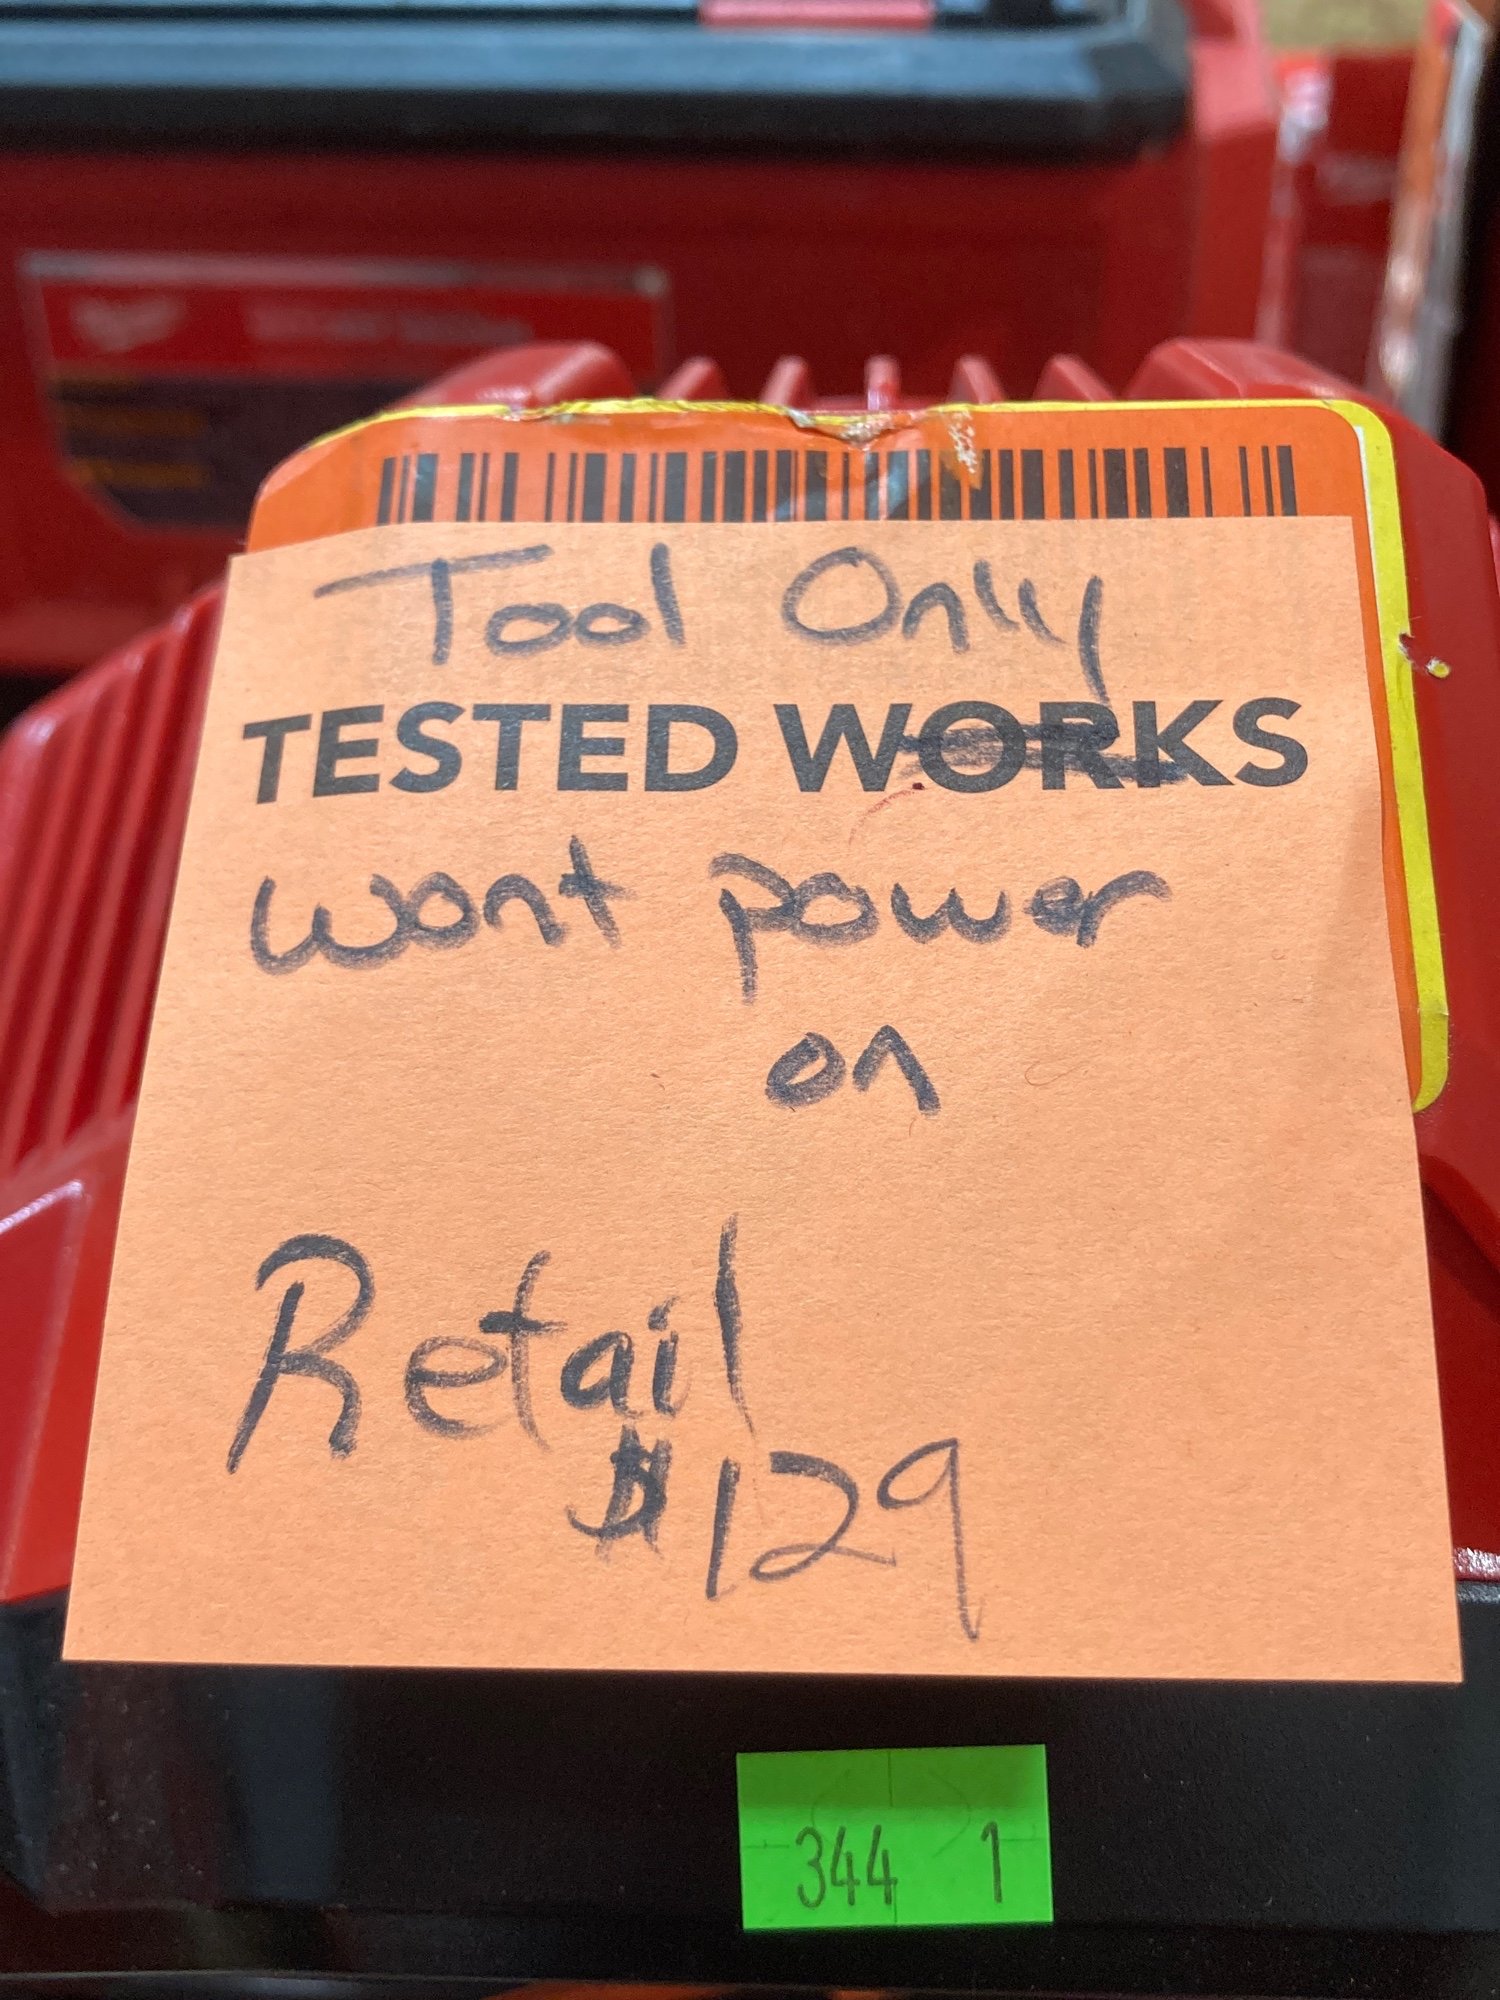 Tool Only
TESTED WORKS
wont power
on
Retail
$129
344 1